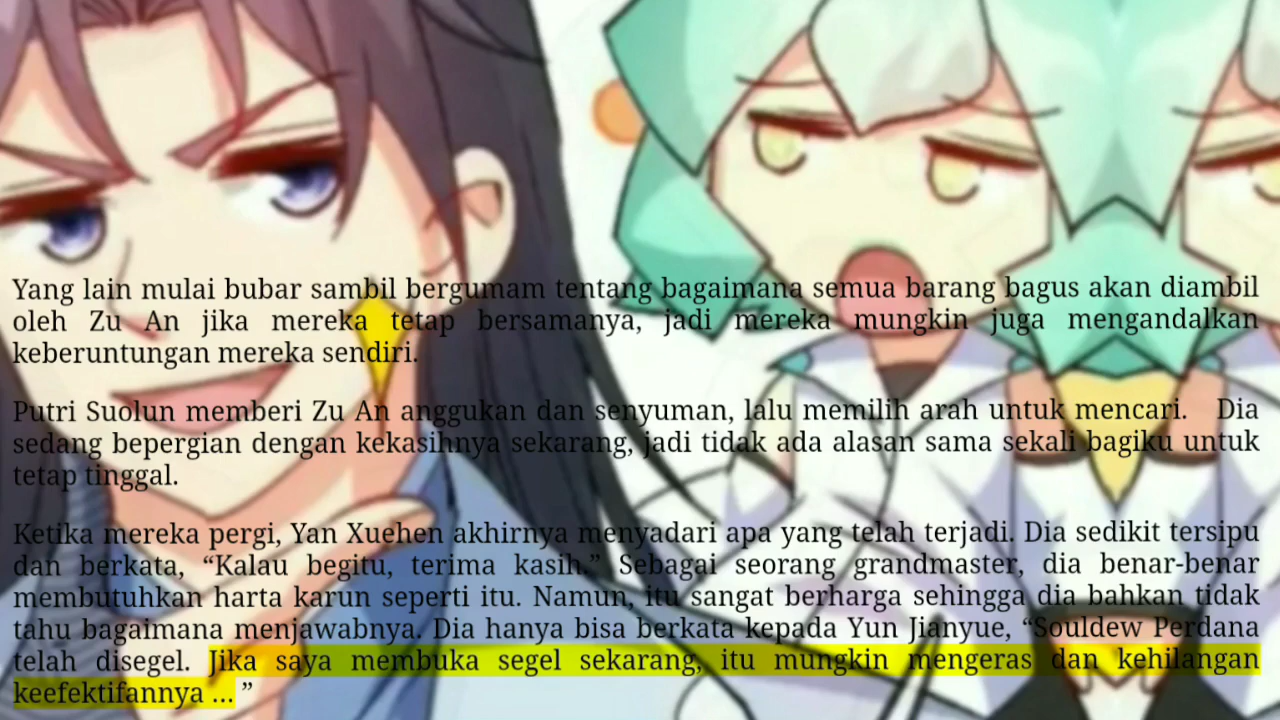 Yang lain mulai bubar sambil bergumam tentang bagaimana semua barang bagus akan diambil
oleh Zu An jika mereka tetap bersamanya, jadi mereka mungkin juga mengandalkan
keberuntungan mereka sendiri.
Putri Suolun memberi Zu An anggukan dan senyuman, lalu memilih arah untuk mencari. Dia
sedang bepergian dengan kekasihnya sekarang, jadi tidak ada alasan sama sekali bagiku untuk
tetap tinggal.
Ketika mereka pergi, Yan Xuehen akhirnya menyadari apa yang telah terjadi. Dia sedikit tersipu
dan berkata, “Kalau begitu, terima kasih.” Sebagai seorang grandmaster, dia benar-benar
membutuhkan harta karun seperti itu. Namun, itu sangat berharga sehingga dia bahkan tidak
tahu bagaimana menjawabnya. Dia hanya bisa berkata kepada Yun Jianyue, “Souldew Perdana
telah disegel. Jika saya membuka segel sekarang, itu mungkin mengeras dan kehilangan
keefektifannya ... ”